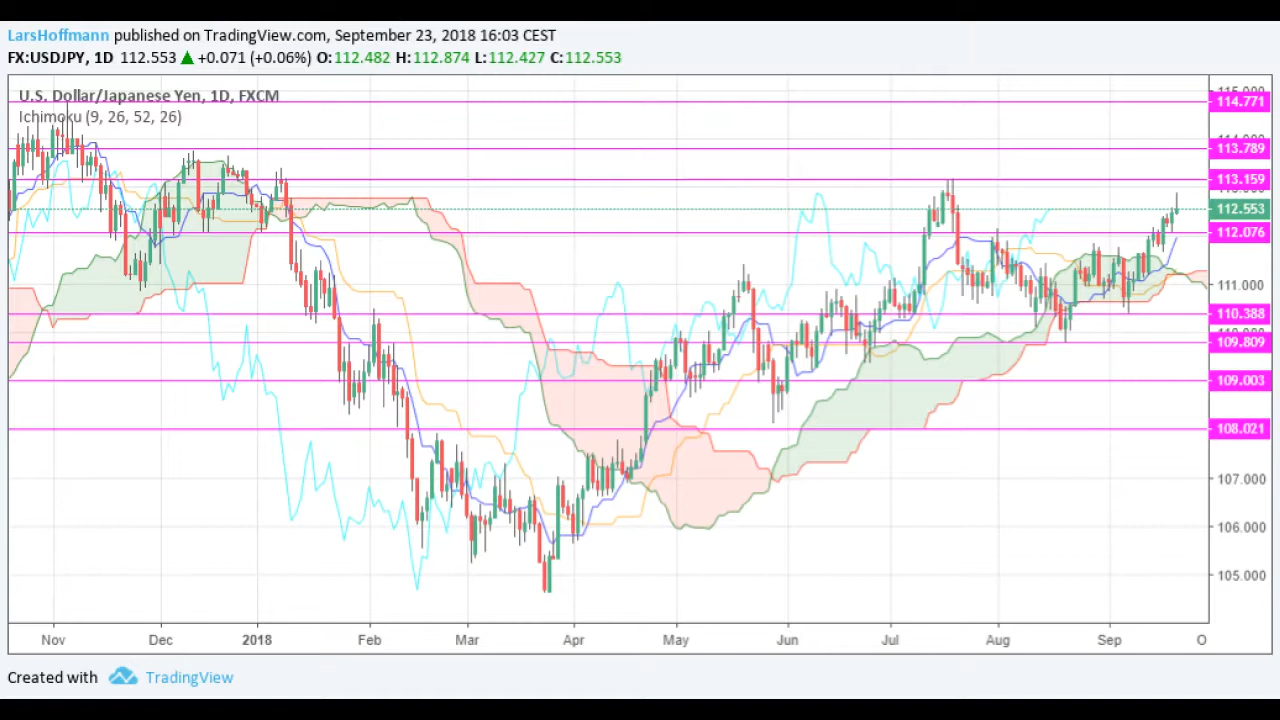 LarsHoffmann published on TradingView.com, September 23, 2018 16:03 CEST
FX:USDJPY, 1D 112.553 ▲ +0.071 (+0.06%) O:112.482 H:112.874 L:112.427 C:112.553
U.S. Dollar/Japanese Yen, 1D, FXCM
Ichimoku (9, 26, 52, 26)
114.771
113.789
113.159
112.553
112.076
111.000
110.388
109.809
109.003
108.021
107.000
106.000
105.000
Nov Dec 2018 Feb Mar Apr May Jun Jul Aug Sep O
Created with TradingView